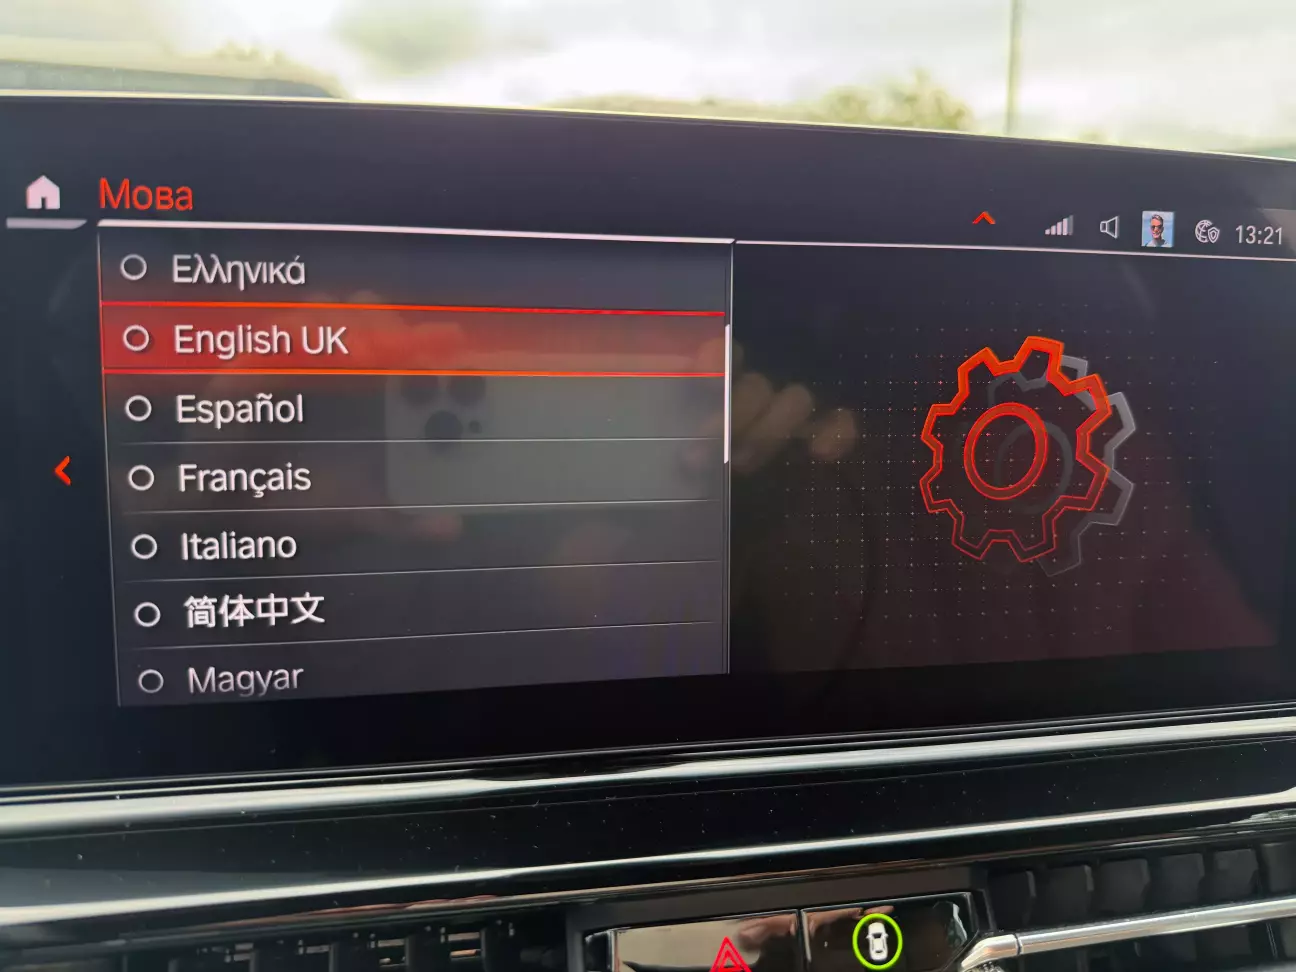 Мова
13:21
Ελληνικά
English UK
Español
Français
Italiano
简体中文
Magyar